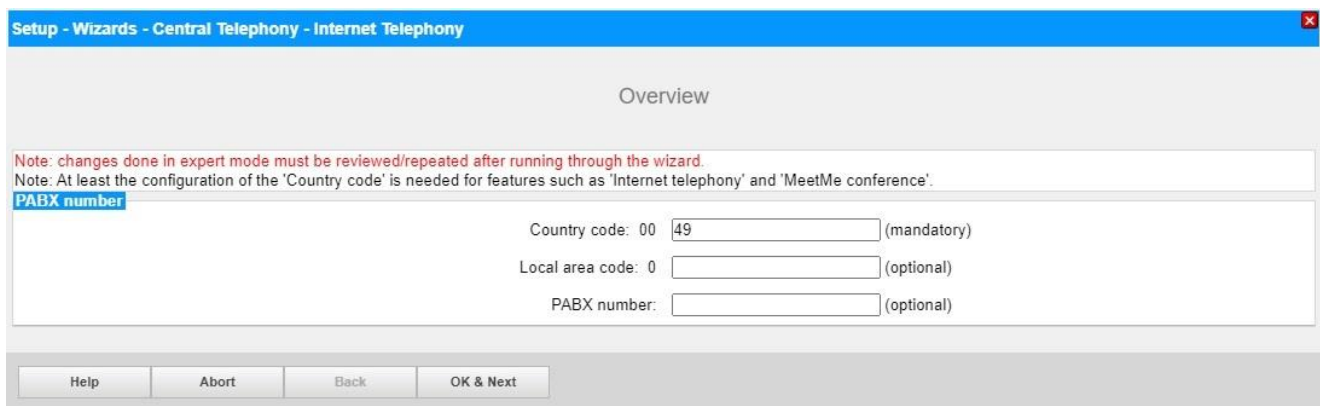 Setup - Wizards - Central Telephony - Internet Telephony
Overview
Note: changes done in expert mode must be reviewed/repeated after running through the wizard.
Note: At least the configuration of the 'Country code' is needed for features such as 'Internet telephony' and 'MeetMe conference'.
PABX number
Country code: 00 49 (mandatory)
Local area code: 0 (optional)
PABX number: (optional)
Help Abort Back OK & Next